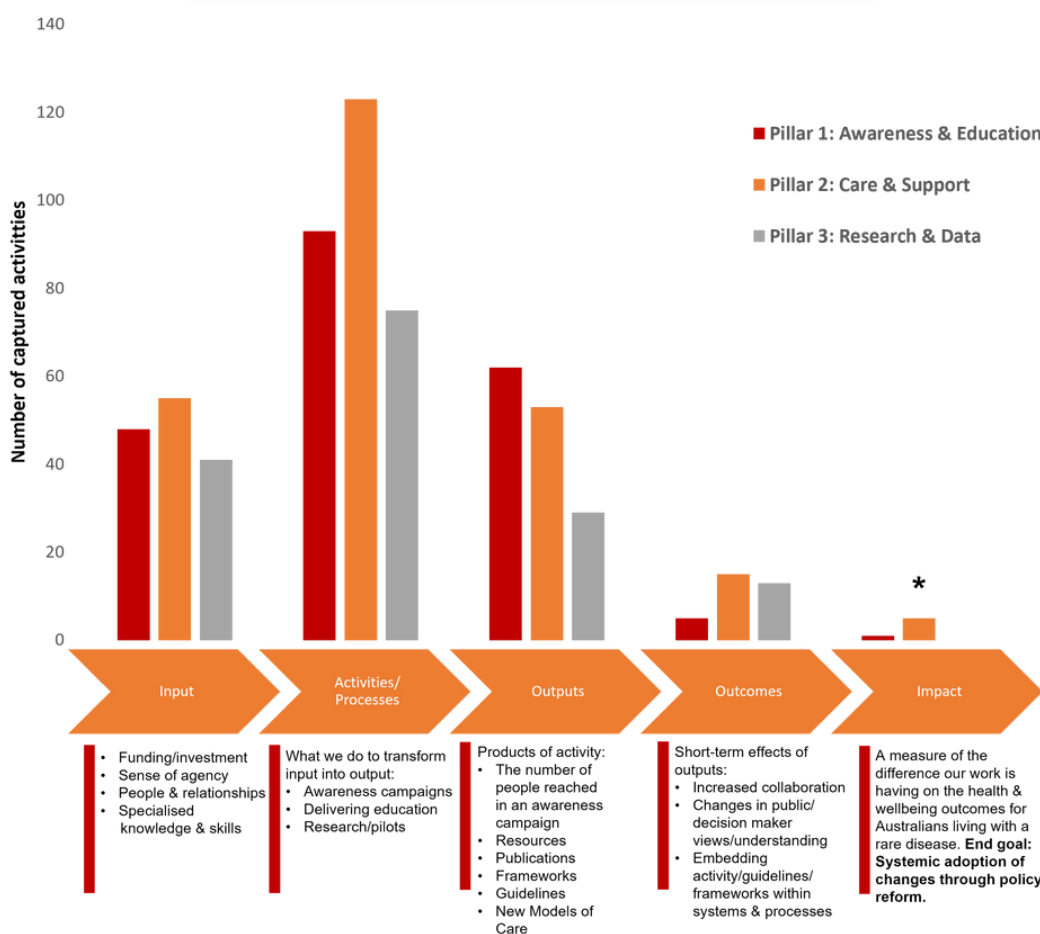 140
120
100
80
60
40
20
0
Number of captured activitties
Pillar 1: Awareness & Education
Pillar 2: Care & Support
Pillar 3: Research & Data
*
Input
Activities/
Processes
Outputs
Outcomes
Impact
• Funding/investment
• Sense of agency
• People & relationships
• Specialised
knowledge & skills
What we do to transform
input into output:
• Awareness campaigns
• Delivering education
• Research/pilots
Products of activity:
• The number of
people reached
in an awareness
campaign
• Resources
• Publications
• Frameworks
• Guidelines
• New Models of
Care
Short-term effects of
outputs:
• Increased collaboration
• Changes in public/
decision maker
views/understanding
• Embedding
activity/guidelines/
frameworks within
systems & processes
A measure of the
difference our work is
having on the health &
wellbeing outcomes for
Australians living with a
rare disease. End goal:
Systemic adoption of
changes through policy
reform.